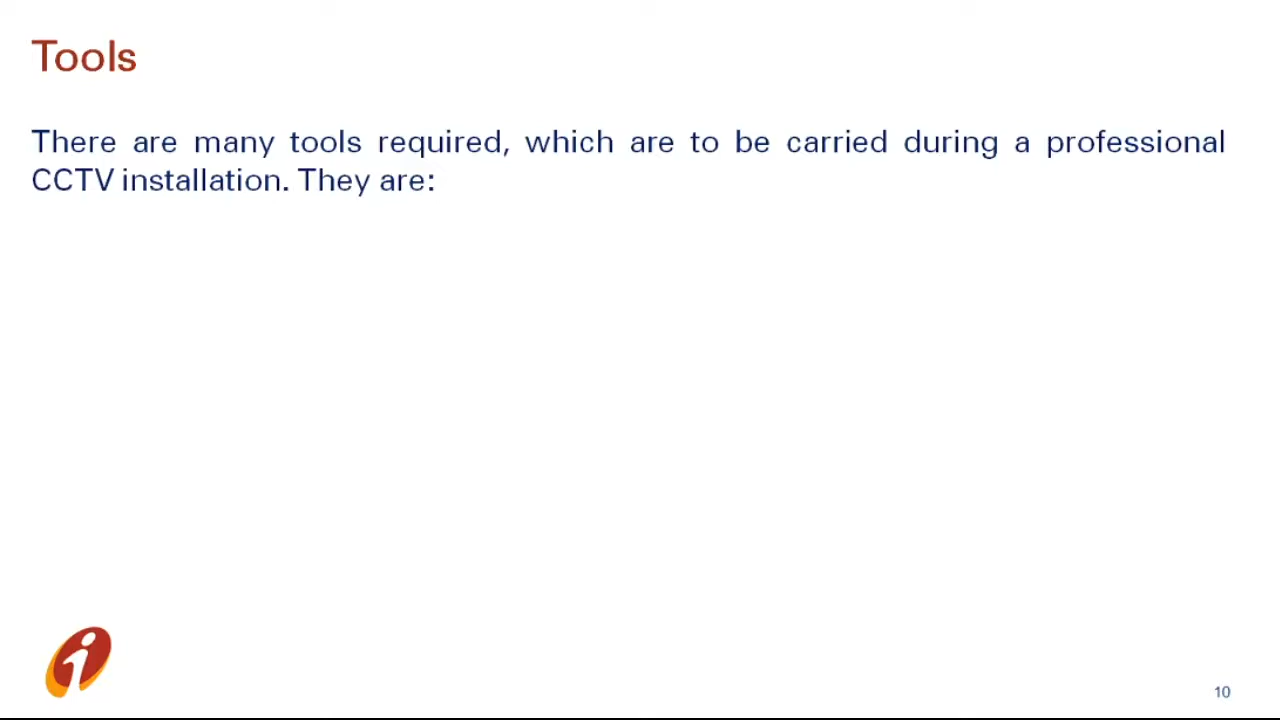 Tools
There are many tools required, which are to be carried during a professional
CCTV installation. They are:
10